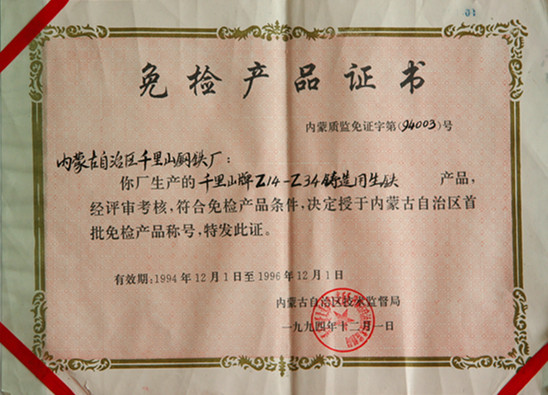 免检产品证书
内蒙质监免证字第(94003)号
内蒙古自治区千里山钢铁厂：
你厂生产的千里山牌Z14-Z34铸造用生铁 产品，
经评审考核，符合免检产品条件，决定授于内蒙古自治区首
批免检产品称号，特发此证。
有效期：1994年12月1日至1996年12月1日
内蒙古自治区技术监督局
一九九四年十二月一日